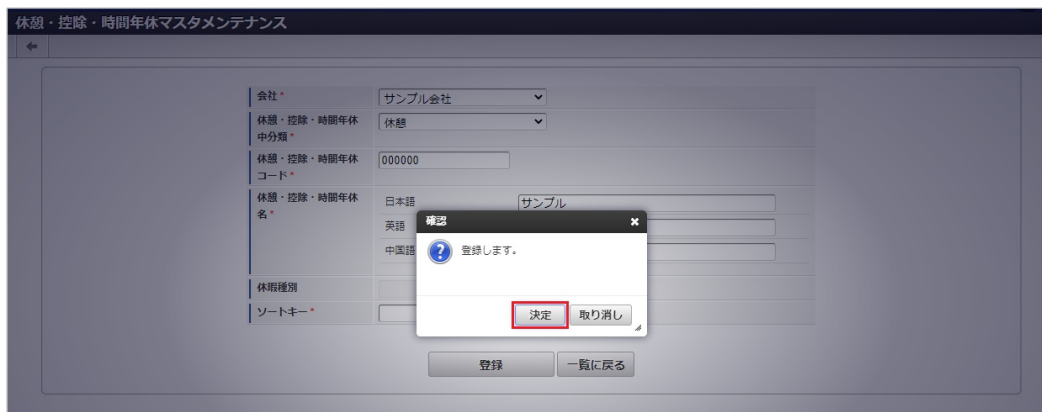 休憩・控除・時間年休マスタメンテナンス
会社*
サンプル会社
休憩・控除・時間年休
中分類*
休憩
休憩・控除・時間年休
コード*
000000
休憩・控除・時間年休
名*
日本語
サンプル
英語
中国語
確認
登録します。
決定
取り消し
休暇種別
ソートキー*
登録
一覧に戻る